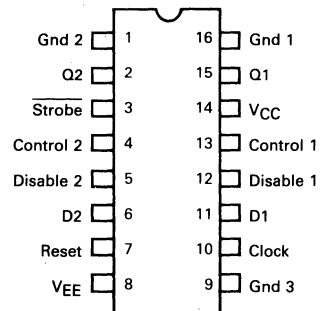 Gnd 2 1 16 Gnd 1
Q2 2 15 Q1
Strobe 3 14 VCC
Control 2 4 13 Control 1
Disable 2 5 12 Disable 1
D2 6 11 D1
Reset 7 10 Clock
VEE 8 9 Gnd 3